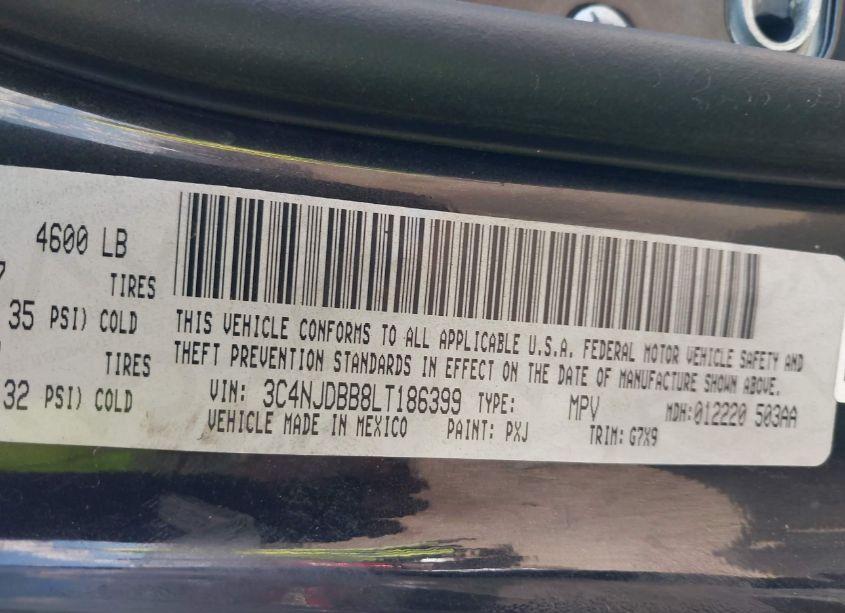 4600 LB
TIRES
35 PSI) COLD
TIRES
32 PSI) COLD
THIS VEHICLE CONFORMS TO ALL APPLICABLE U.S.A. FEDERAL MOTOR VEHICLE SAFETY AND
THEFT PREVENTION STANDARDS IN EFFECT ON THE DATE OF MANUFACTURE SHOWN ABOVE.
VIN: 3C4NJDBB8LT186399 TYPE: MPV MDH:012220 503AA
VEHICLE MADE IN MEXICO PAINT: PXJ TRIM: G7X9